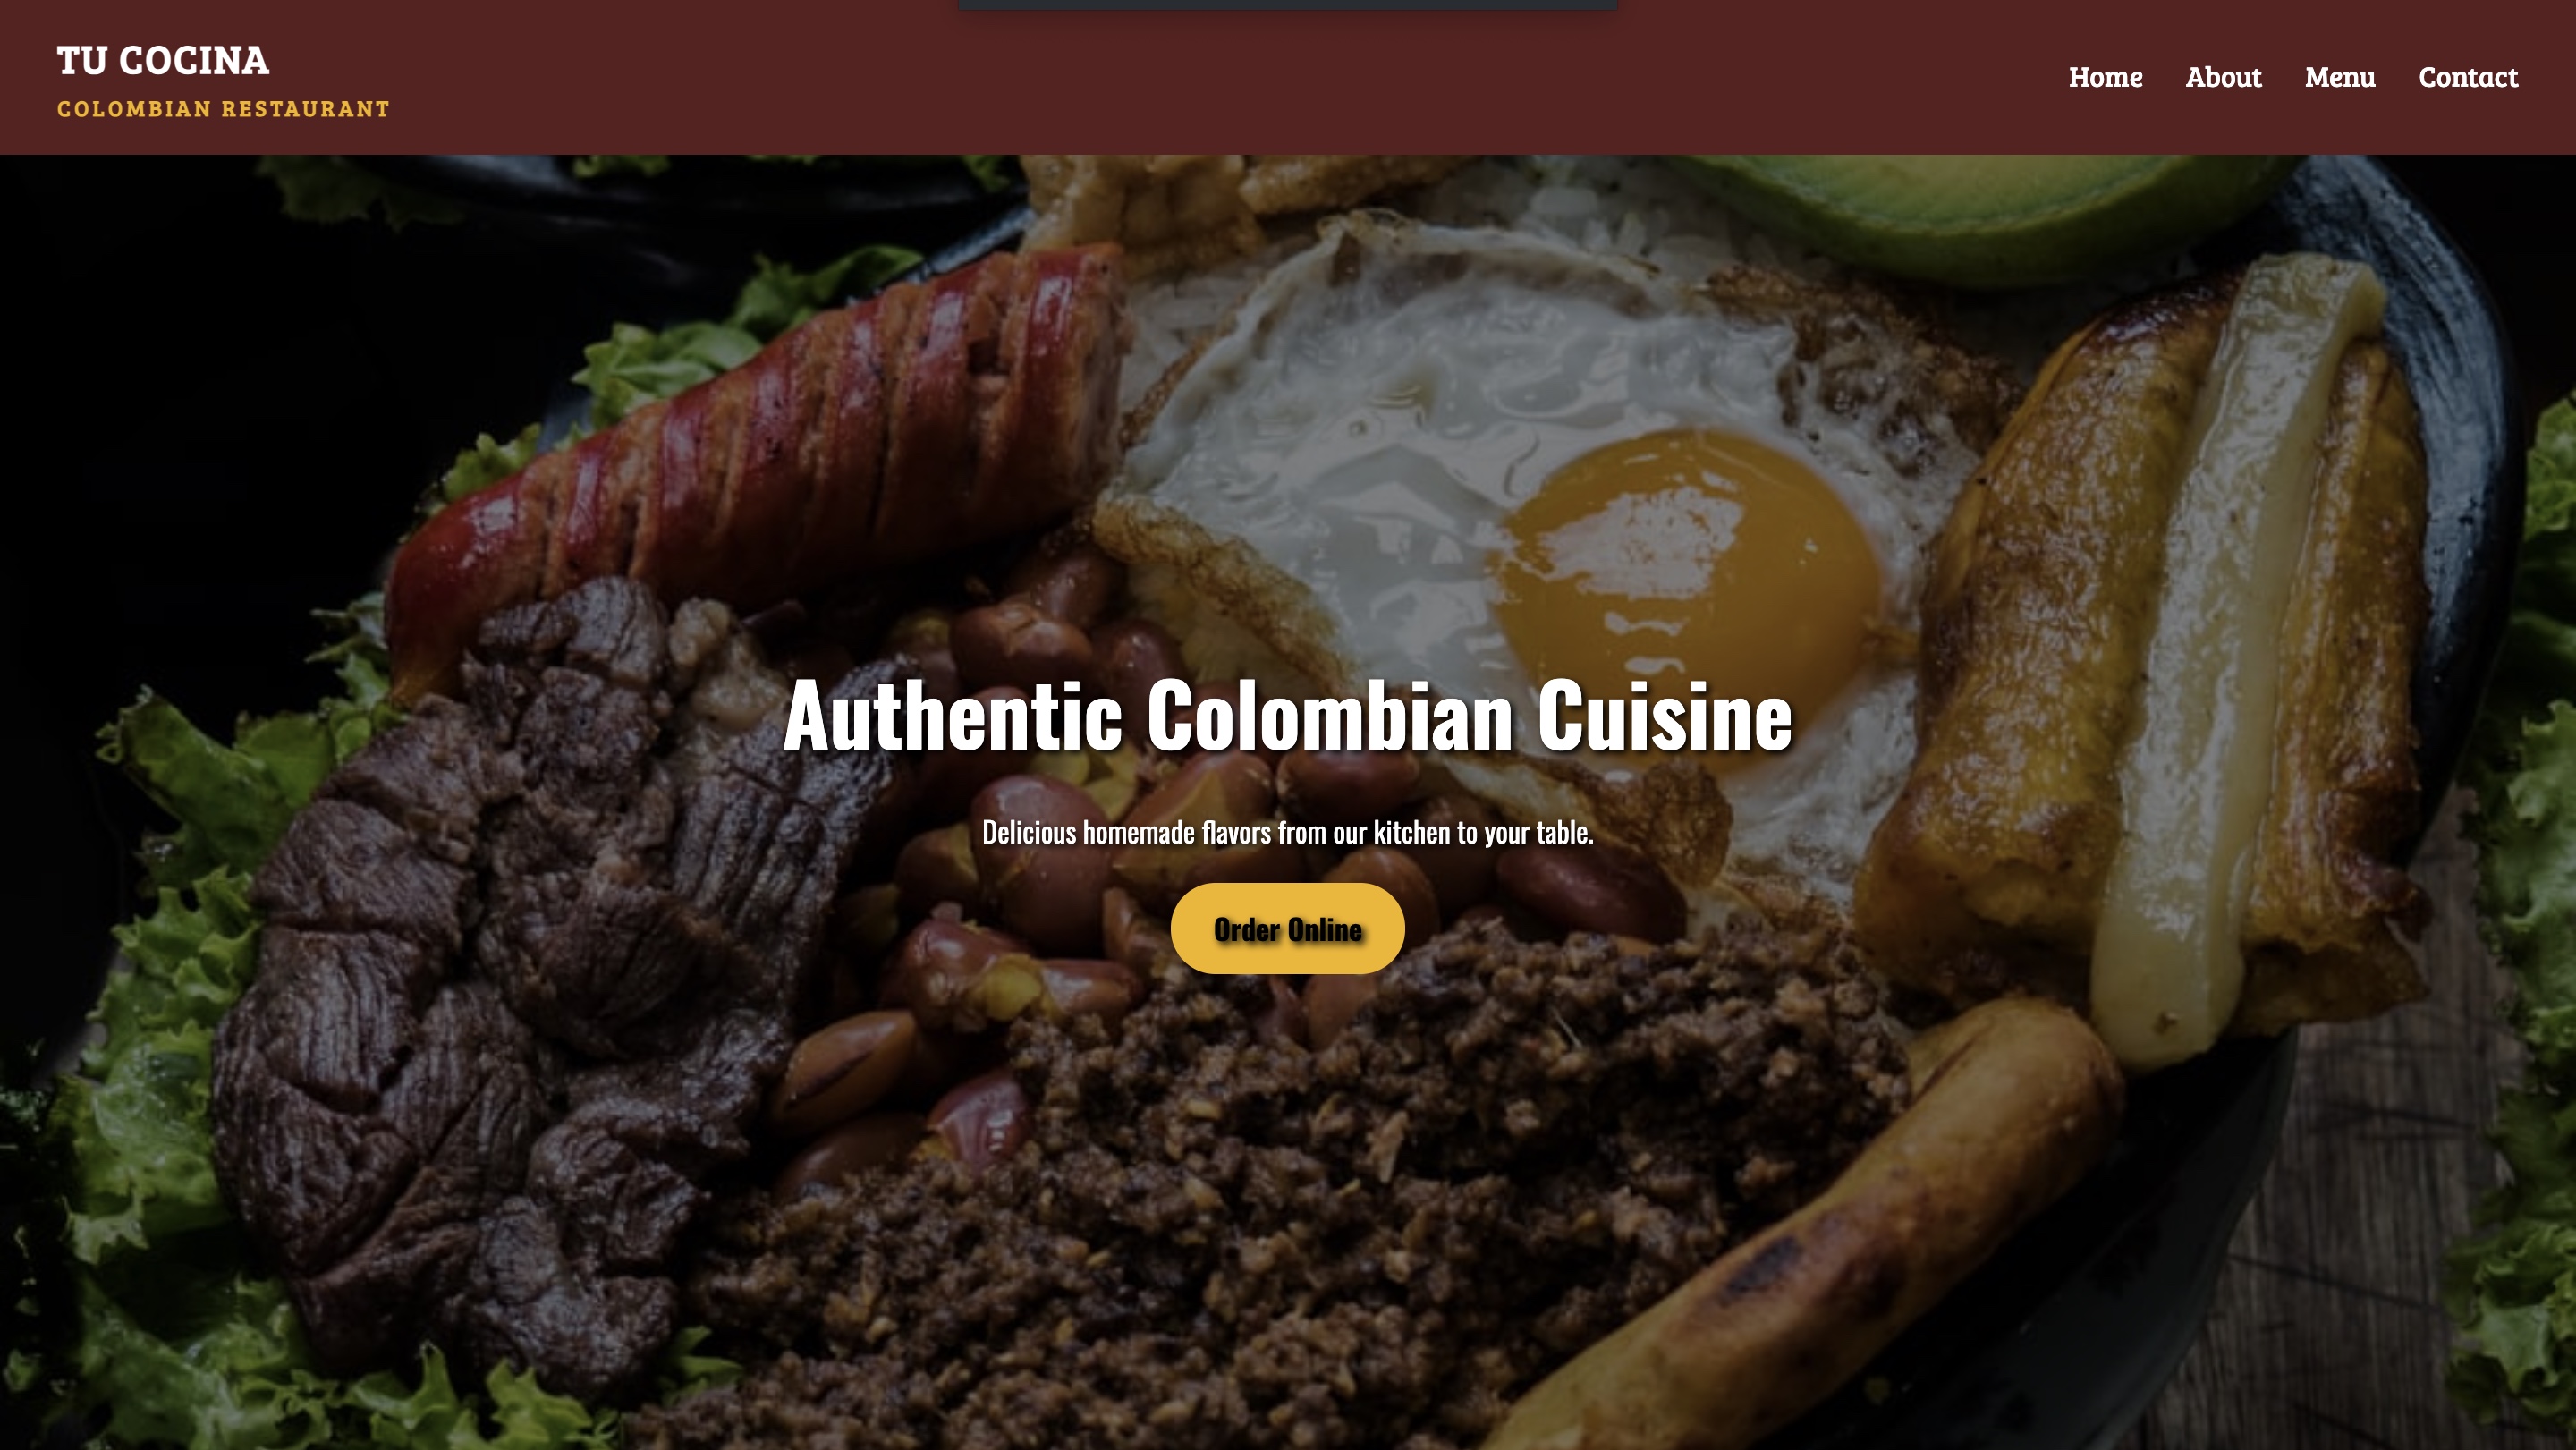 TU COCINA
COLOMBIAN RESTAURANT
Home About Menu Contact
Authentic Colombian Cuisine
Delicious homemade flavors from our kitchen to your table.
Order Online